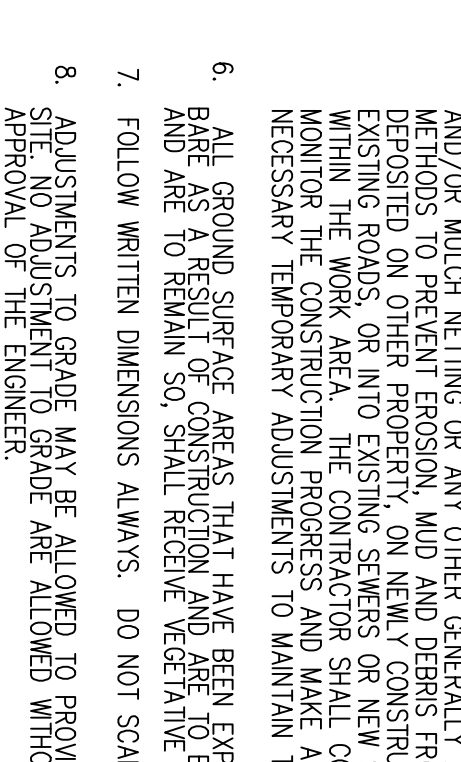 AND/OR MULCH NETTING OR ANY OTHER GENERALLY
METHODS TO PREVENT EROSION, MUD AND DEBRIS FR
DEPOSITED ON OTHER PROPERTY, ON NEWLY CONSTRU
EXISTING ROADS, OR INTO EXISTING SEWERS OR NEW
WITHIN THE WORK AREA. THE CONTRACTOR SHALL CO
MONITOR THE CONSTRUCTION PROGRESS AND MAKE A
NECESSARY TEMPORARY ADJUSTMENTS TO MAINTAIN T
6. ALL GROUND SURFACE AREAS THAT HAVE BEEN EXP
BARE AS A RESULT OF CONSTRUCTION AND ARE TO B
AND ARE TO REMAIN SO, SHALL RECEIVE VEGETATIVE
7. FOLLOW WRITTEN DIMENSIONS ALWAYS. DO NOT SCAL
8. ADJUSTMENTS TO GRADE MAY BE ALLOWED TO PROVI
SITE. NO ADJUSTMENT TO GRADE ARE ALLOWED WITHO
APPROVAL OF THE ENGINEER.